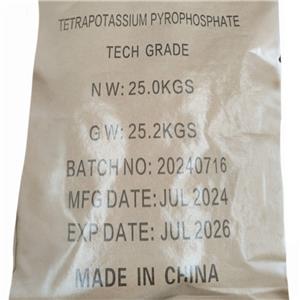 TETRAPOTASSIUM PYROPHOSPHATE
TECH GRADE
NW: 25.0KGS
GW: 25.2KGS
BATCH NO: 20240716
MFG DATE: JUL 2024
EXP DATE: JUL 2026
MADE IN CHINA